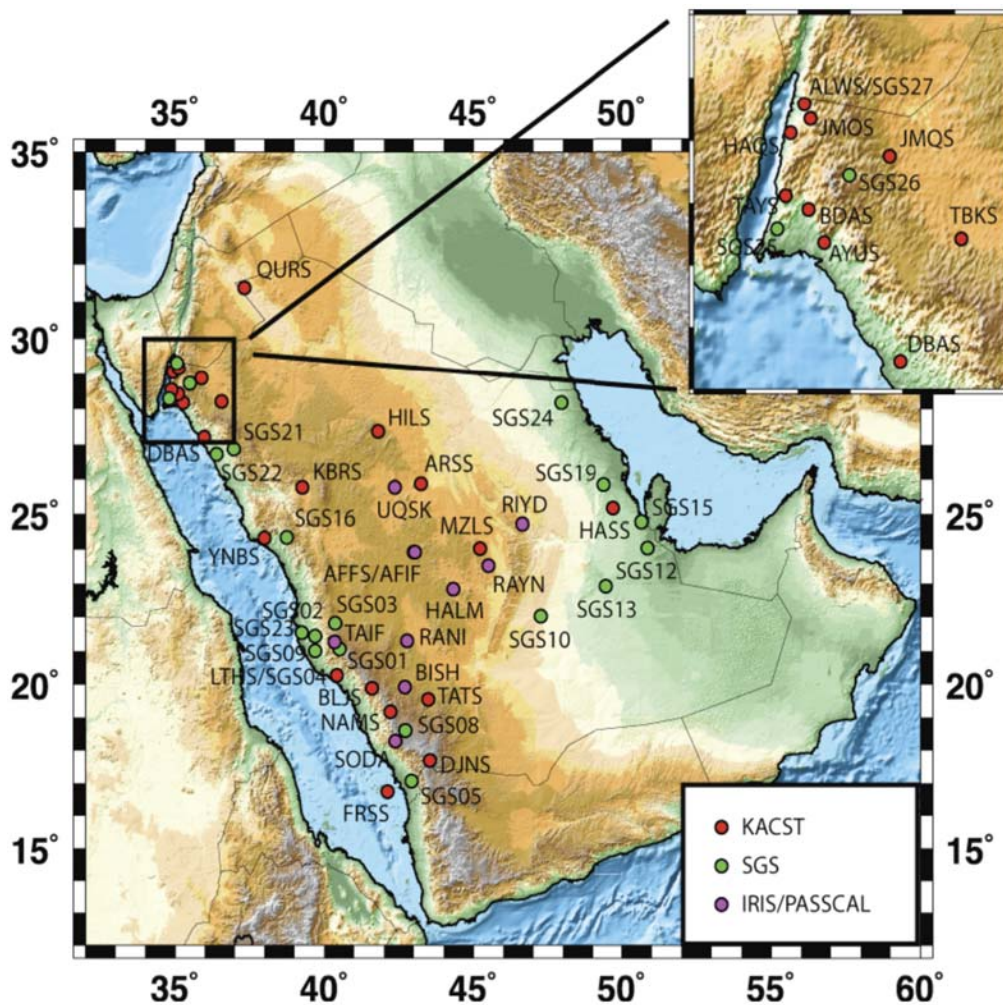 ALWS/SGS27
JMOS
HAQS
JMQS
SGS26
TAYS
BDAS
TBKS
SGS25
AYUS
DBAS
35° 40° 45° 50°
35°
QURS
30°
HILS
SGS24
SGS21
DBAS
SGS22
KBRS
ARSS
SGS19
UQSK
RIYD
SGS15
25° 25°
SGS16
MZLS
HASS
YNBS
AFFS/AFIF
RAYN
SGS12
SGS13
HALM
SGS02
SGS03
SGS10
SGS23
TAIF
RANI
SGS09
SGS01
LTHS/SGS04
BISH
20° 20°
BLJS
TATS
NAMS
SGS08
SODA
DJNS
SGS05
FRSS
15° 15°
KACST
SGS
IRIS/PASSCAL
35° 40° 45° 50° 55° 60°